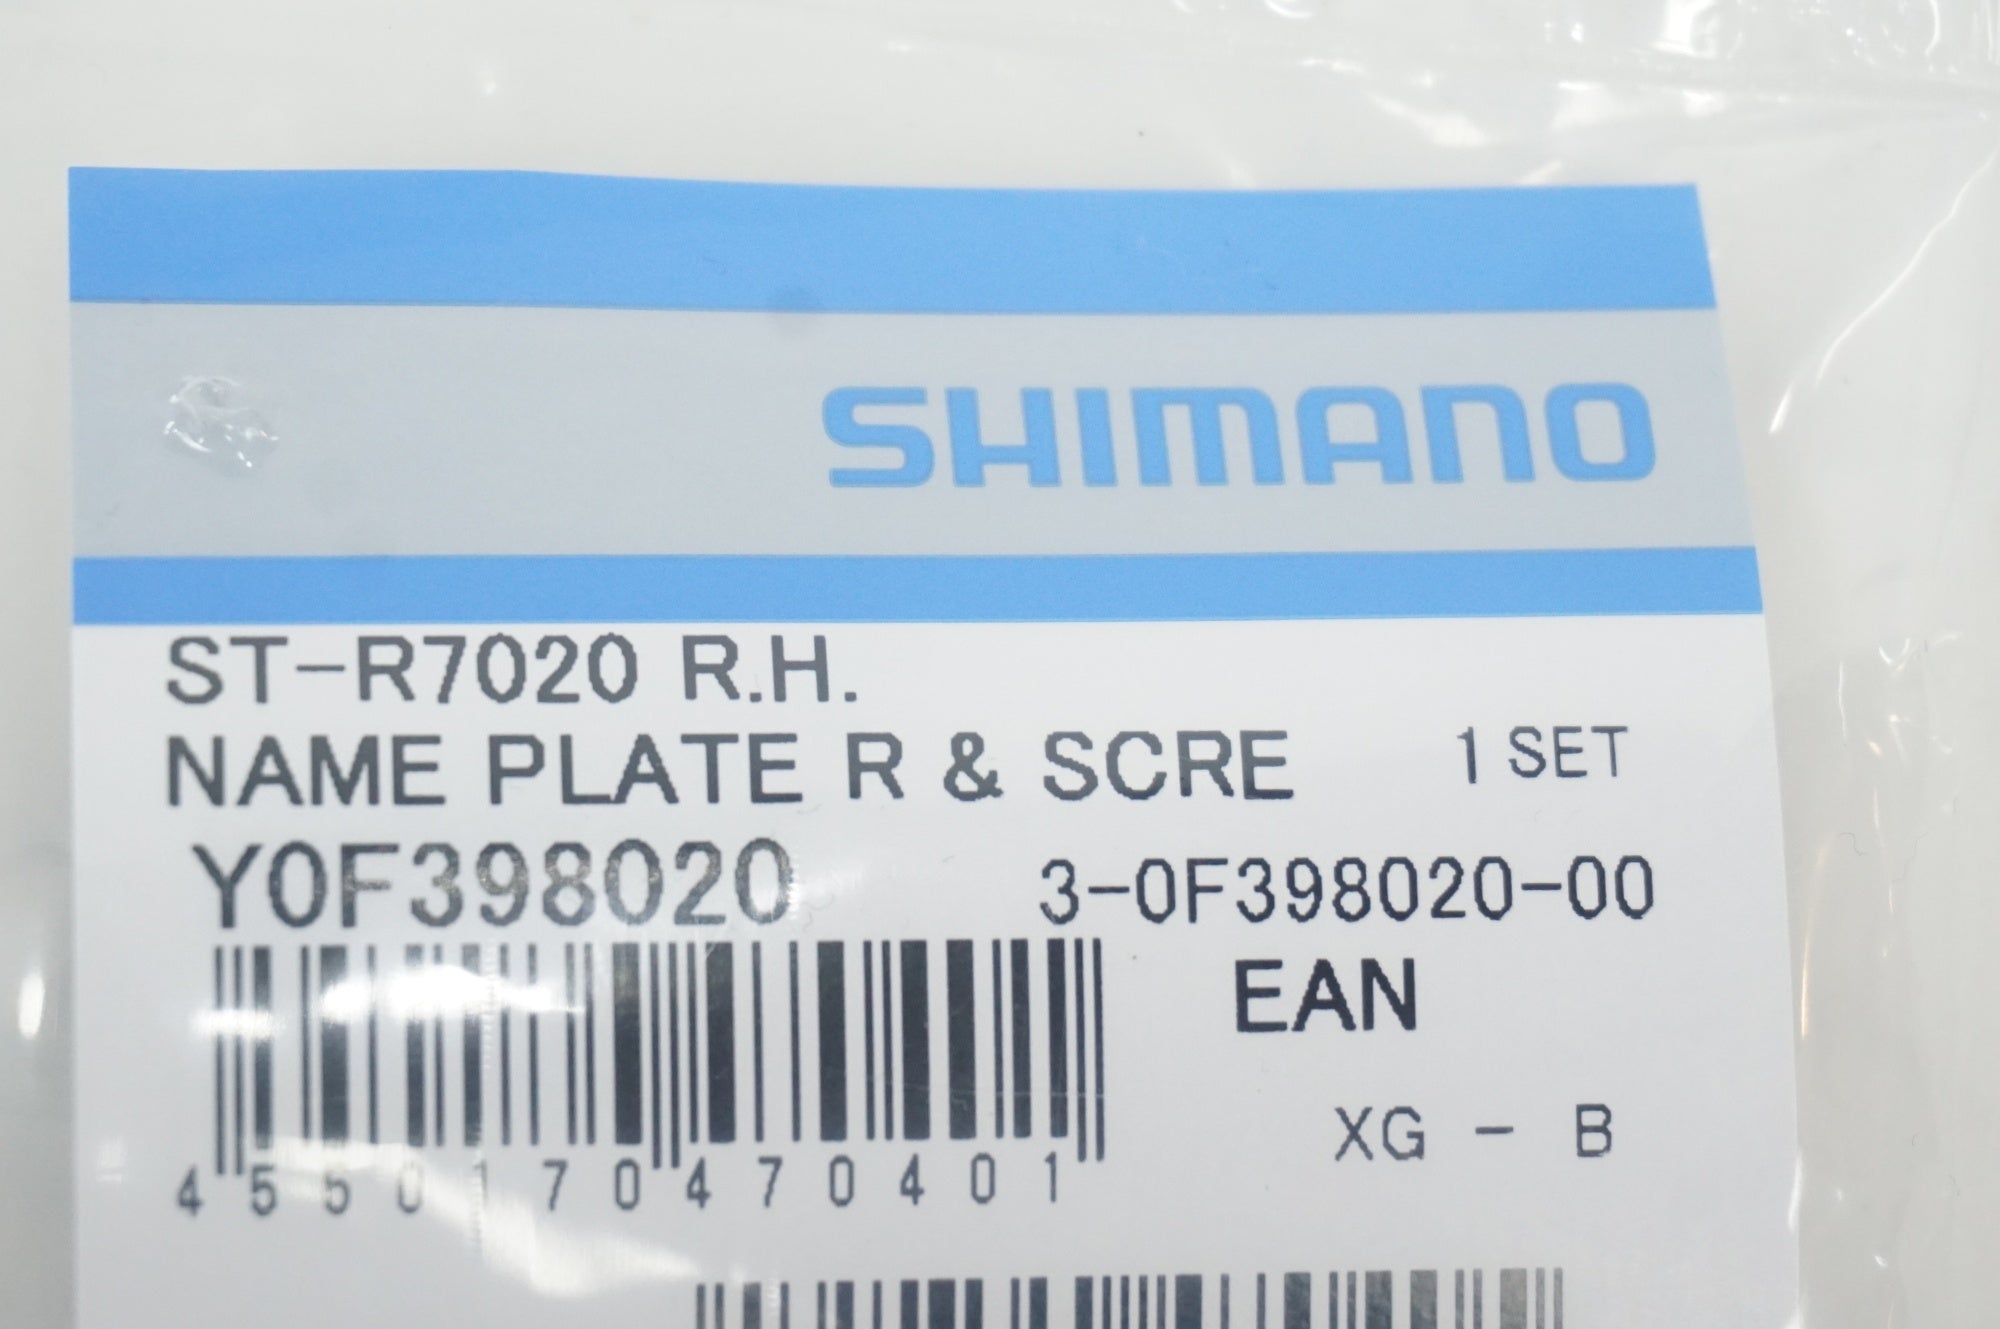 SHIMANO
ST-R7020 R.H.
NAME PLATE R & SCRE 1 SET
Y0F398020 3-0F398020-00
EAN
XG - B
4550170470401